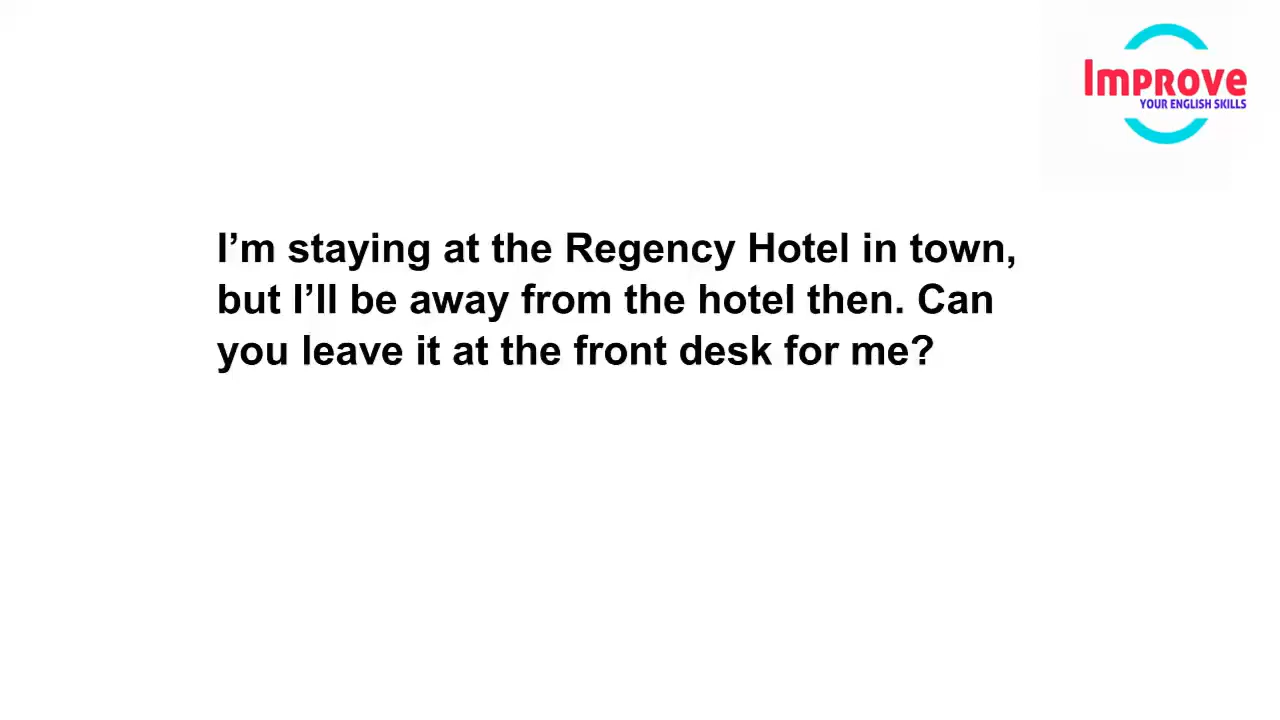 Improve
YOUR ENGLISH SKILLS
I’m staying at the Regency Hotel in town,
but I’ll be away from the hotel then. Can
you leave it at the front desk for me?